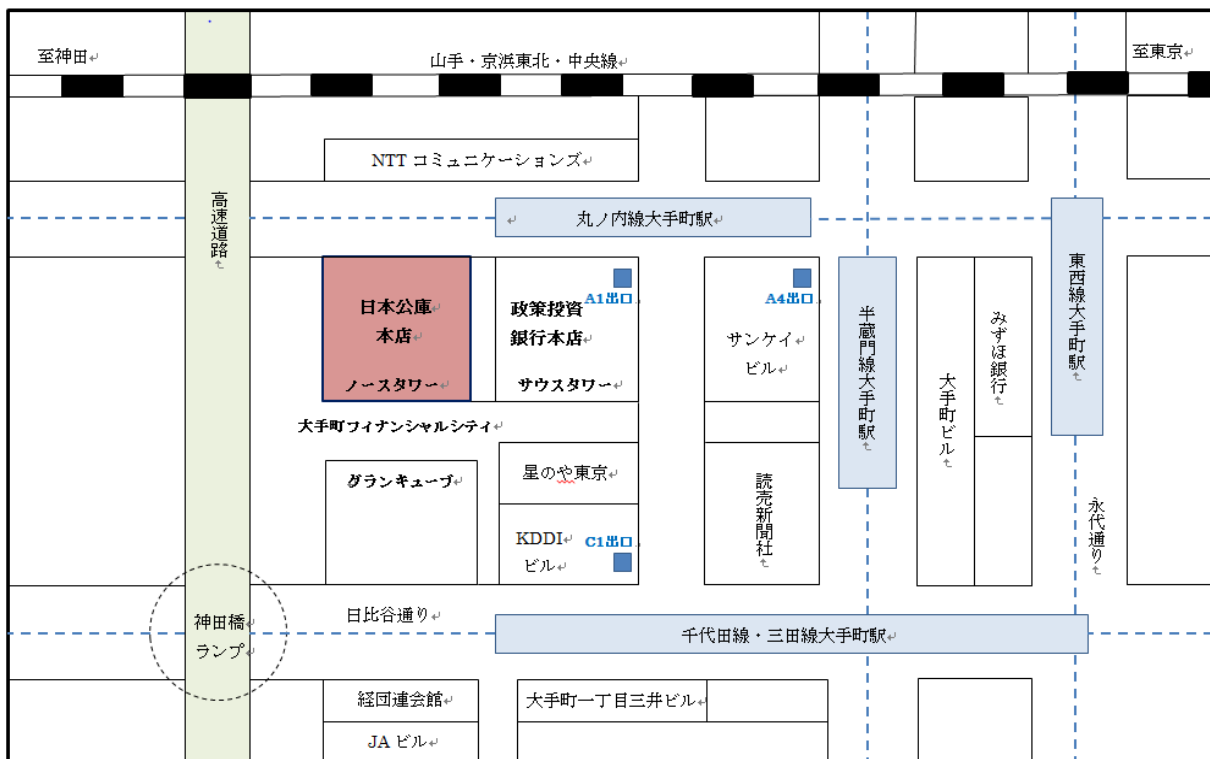 至神田
山手・京浜東北・中央線
至東京
NTT コミュニケーションズ
高速道路
丸ノ内線大手町駅
東西線大手町駅
日本公庫
本店
ノースタワー
政策投資
銀行本店
サウスタワー
A1出口
A4出口
サンケイ
ビル
半蔵門線大手町駅
大手町ビル
みずほ銀行
大手町フィナンシャルシティ
グランキューブ
星のや東京
KDDI
ビル
C1出口
読売新聞社
永代通り
神田橋
ランプ
日比谷通り
千代田線・三田線大手町駅
経団連会館
JA ビル
大手町一丁目三井ビル